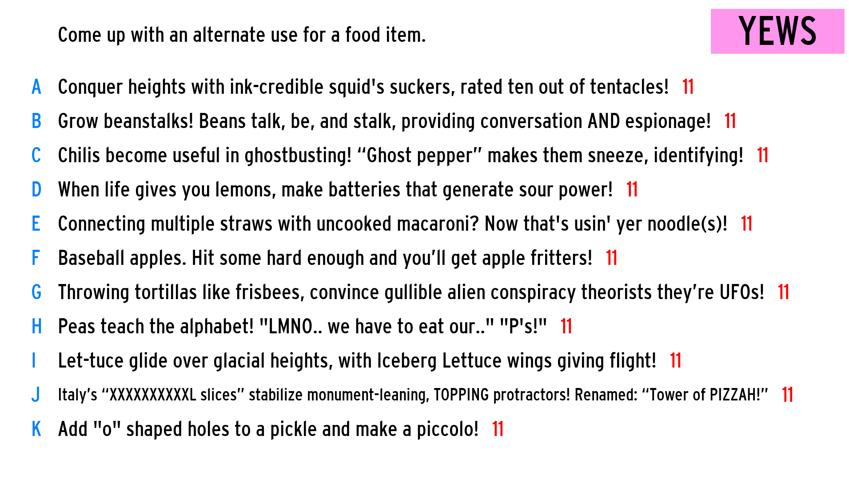 Come up with an alternate use for a food item.
YEWS
A Conquer heights with ink-credible squid's suckers, rated ten out of tentacles! 11
B Grow beanstalks! Beans talk, be, and stalk, providing conversation AND espionage! 11
C Chilis become useful in ghostbusting! “Ghost pepper” makes them sneeze, identifying! 11
D When life gives you lemons, make batteries that generate sour power! 11
E Connecting multiple straws with uncooked macaroni? Now that's usin' yer noodle(s)! 11
F Baseball apples. Hit some hard enough and you’ll get apple fritters! 11
G Throwing tortillas like frisbees, convince gullible alien conspiracy theorists they’re UFOs! 11
H Peas teach the alphabet! "LMNO.. we have to eat our.." "P's!" 11
I Let-tuce glide over glacial heights, with Iceberg Lettuce wings giving flight! 11
J Italy’s “XXXXXXXXXXL slices” stabilize monument-leaning, TOPPING protractors! Renamed: “Tower of PIZZAH!” 11
K Add "o" shaped holes to a pickle and make a piccolo! 11